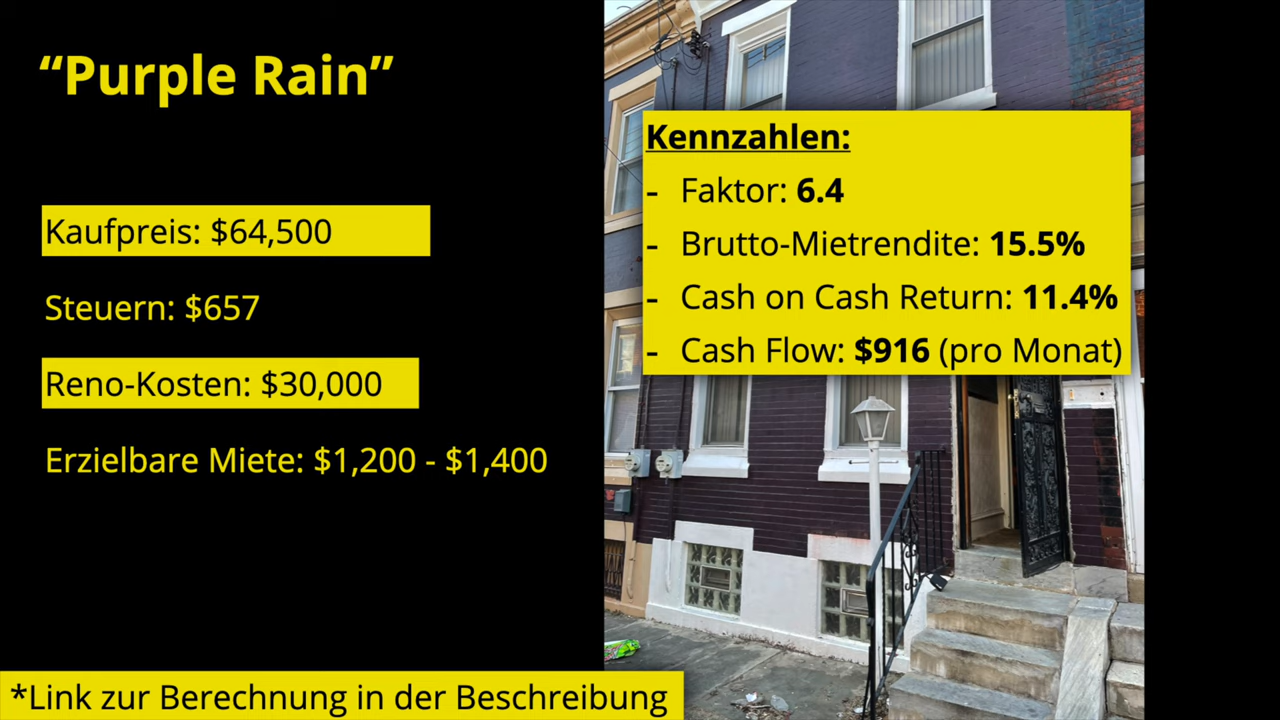 “Purple Rain”
Kaufpreis: $64,500
Steuern: $657
Reno-Kosten: $30,000
Erzielbare Miete: $1,200 - $1,400
Kennzahlen:
- Faktor: 6.4
- Brutto-Mietrendite: 15.5%
- Cash on Cash Return: 11.4%
- Cash Flow: $916 (pro Monat)
*Link zur Berechnung in der Beschreibung